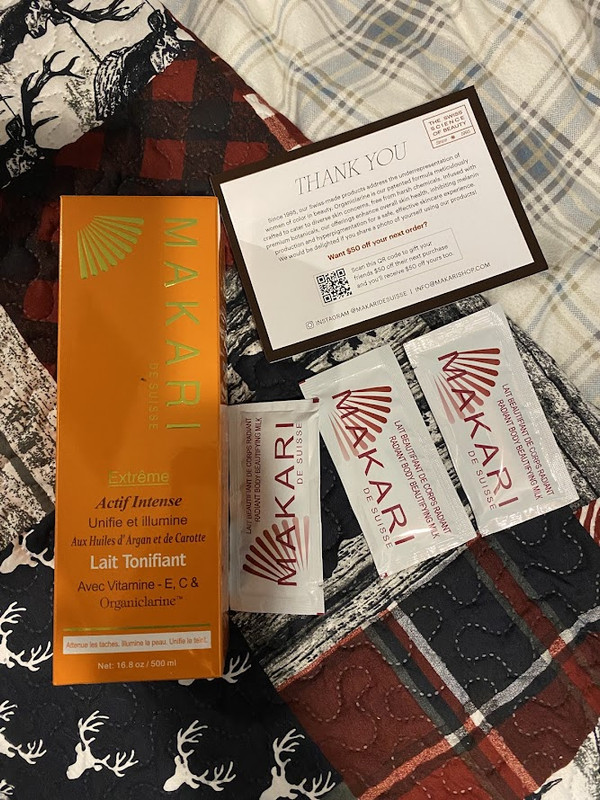 MAKARI
DE SUISSE
Extrême
Actif Intense
Unifie et illumine
Aux Huiles d'Argan et de Carotte
Lait Tonifiant
Avec Vitamine - E, C &
Organiclarine™
Attenue les taches, illumine la peau, Unifie le teint.
Net: 16.8 oz / 500 ml
THE SWISS
SCIENCE
OF BEAUTY
THANK YOU
Since 1995, our Swiss-made products address the underrepresentation of
women of color in beauty. Organiclarine is our patented formula meticulously
crafted to cater to diverse skin concerns, free from harsh chemicals. Infused with
premium botanicals, our offerings enhance overall skin health, inhibiting melanin
production and hyperpigmentation for a safe, effective skincare experience.
We would be delighted if you share a photo of yourself using our products!
Want $50 off your next order?
Scan this QR code to gift your
friends $50 off their next purchase
and you'll receive $50 off yours too.
INSTAGRAM @MAKARIDESUISSE | INFO@MAKARISHOP.COM
LAIT BEAUTIFIANT DE CORPS RADIANT
RADIANT BODY BEAUTIFYING MILK
MAKARI
DE SUISSE
MAKARI
DE SUISSE
LAIT BEAUTIFIANT DE CORPS RADIANT
RADIANT BODY BEAUTIFYING MILK
MAKARI
DE SUISSE
LAIT BEAUTIFIANT DE CORPS RADIANT
RADIANT BODY BEAUTIFYING MILK